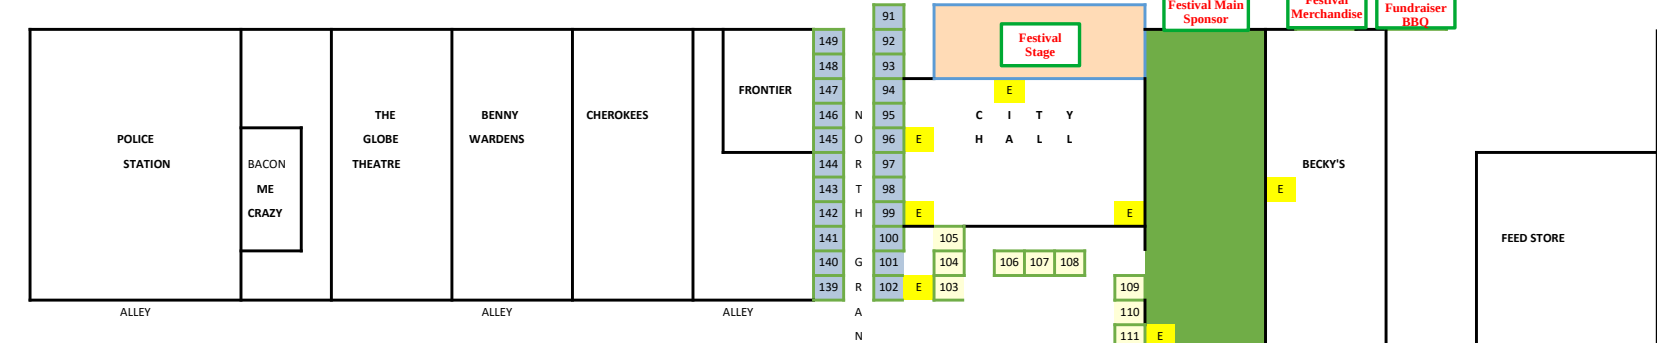 Festival Main
Sponsor
Festival
Merchandise
Fundraiser
BBQ
91
149
92
Festival
Stage
148
93
FRONTIER
147
94
E
THE
BENNY
CHEROKEES
146
N
95
C I T Y
POLICE
GLOBE
WARDENS
145
O
96
E
H A L L
STATION
BACON
THEATRE
144
R
97
BECKY'S
ME
143
T
98
E
CRAZY
142
H
99
E
E
141
100
105
FEED STORE
140
G
101
104
106
107
108
139
R
102
E
103
109
ALLEY
ALLEY
ALLEY
A
110
N
111
E